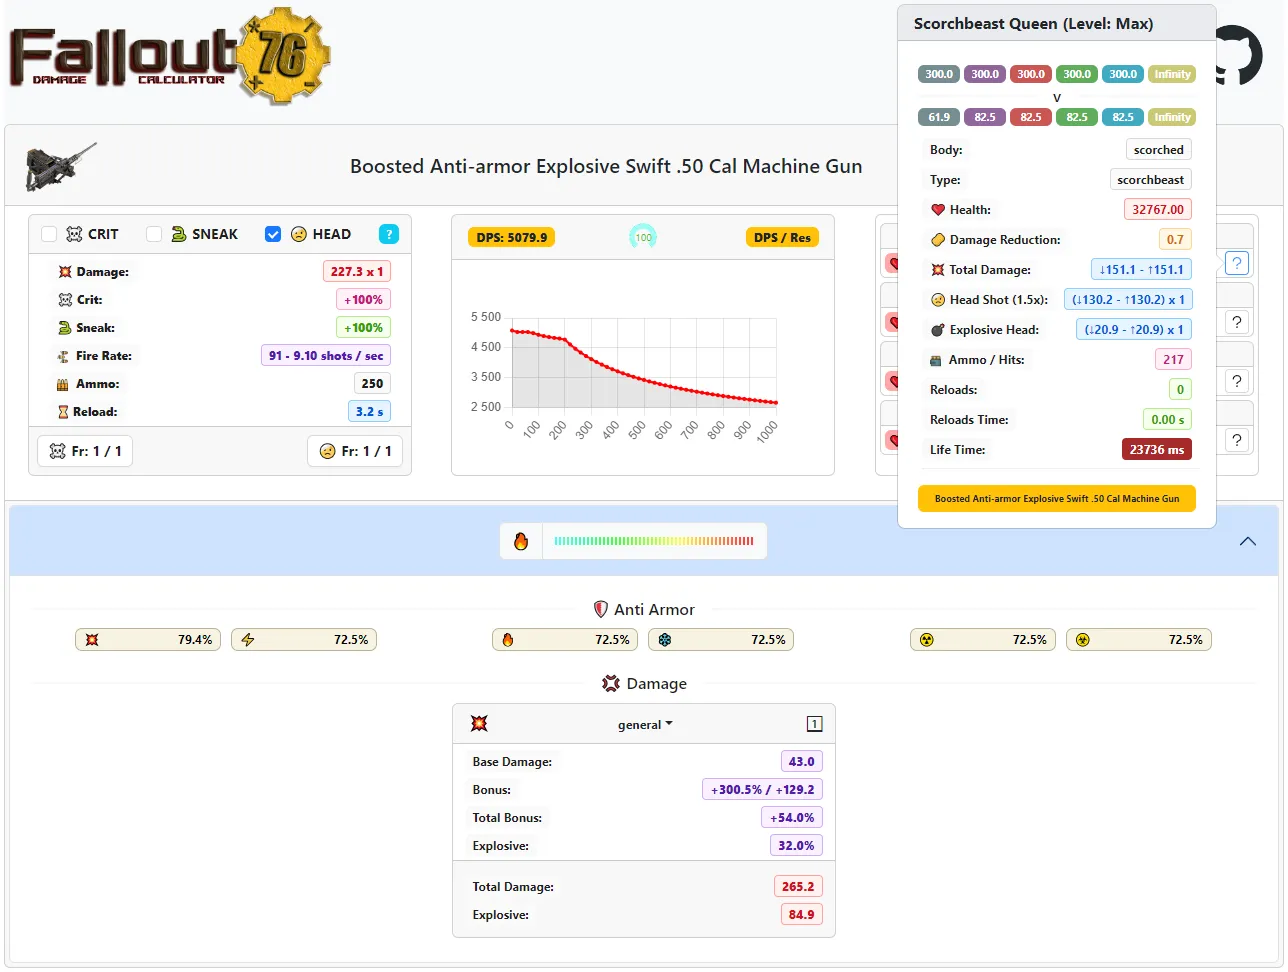 Fallout 76
DAMAGE CALCULATOR
Boosted Anti-armor Explosive Swift .50 Cal Machine Gun
CRIT SNEAK HEAD ?
Damage: 227.3 x 1
Crit: +100%
Sneak: +100%
Fire Rate: 91 - 9.10 shots / sec
Ammo: 250
Reload: 3.2 s
Fr: 1 / 1 Fr: 1 / 1
DPS: 5079.9 100 DPS / Res
5 500
4 500
3 500
2 500
0 100 200 300 400 500 600 700 800 900 1000
Scorchbeast Queen (Level: Max)
300.0 300.0 300.0 300.0 300.0 Infinity
v
61.9 82.5 82.5 82.5 82.5 Infinity
Body: scorched
Type: scorchbeast
Health: 32767.00
Damage Reduction: 0.7
Total Damage: ↓151.1 - ↑151.1
Head Shot (1.5x): (↓130.2 - ↑130.2) x 1
Explosive Head: (↓20.9 - ↑20.9) x 1
Ammo / Hits: 217
Reloads: 0
Reloads Time: 0.00 s
Life Time: 23736 ms
Boosted Anti-armor Explosive Swift .50 Cal Machine Gun
?
?
?
?
Anti Armor
79.4% 72.5% 72.5% 72.5% 72.5% 72.5%
Damage
general 1
Base Damage: 43.0
Bonus: +300.5% / +129.2
Total Bonus: +54.0%
Explosive: 32.0%
Total Damage: 265.2
Explosive: 84.9